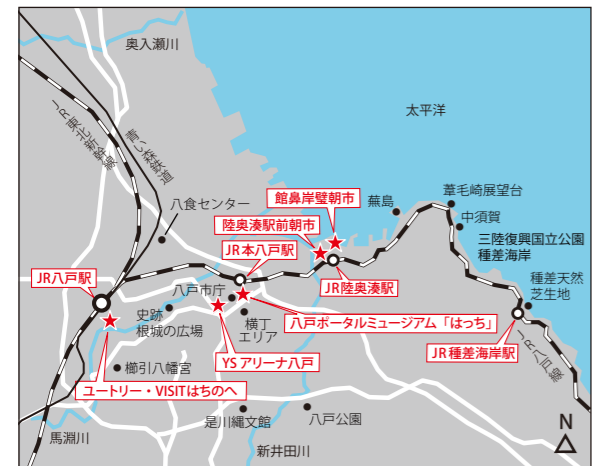 奥入瀬川
太平洋
JR東北新幹線
青い森鉄道
八食センター
館鼻岸壁朝市
陸奥湊駅前朝市
蕪島
葦毛崎展望台
中須賀
三陸復興国立公園
種差海岸
JR本八戸駅
JR八戸駅
JR陸奥湊駅
種差天然
芝生地
八戸市庁
史跡
根城の広場
横丁
エリア
八戸ポータルミュージアム「はっち」
YSアリーナ八戸
JR種差海岸駅
JR八戸線
櫛引八幡宮
ユートリー・VISITはちのへ
馬淵川
是川縄文館
八戸公園
新井田川
N